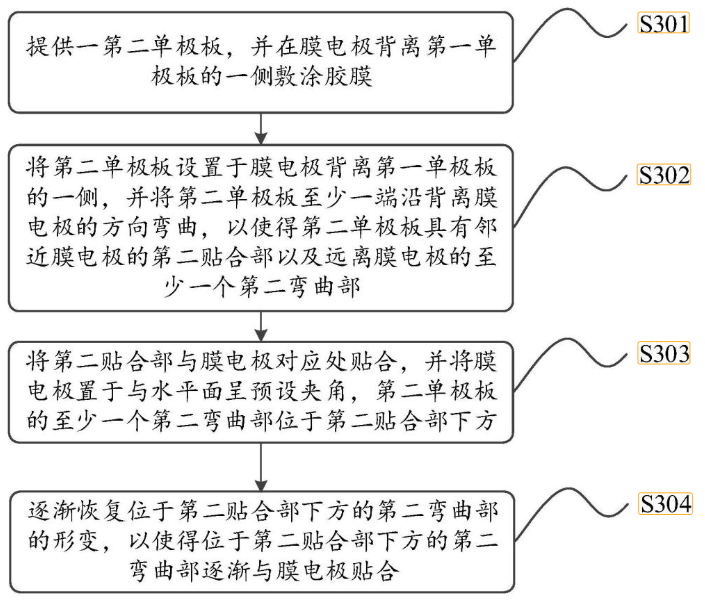 提供一第二单极板，并在膜电极背离第一单
极板的一侧敷涂胶膜
S301
将第二单极板设置于膜电极背离第一单极板
的一侧，并将第二单极板至少一端沿背离膜
电极的方向弯曲，以使得第二单极板具有邻
近膜电极的第二贴合部以及远离膜电极的至
少一个第二弯曲部
S302
将第二贴合部与膜电极对应处贴合，并将膜
电极置于与水平面呈预设夹角，第二单极板
的至少一个第二弯曲部位于第二贴合部下方
S303
逐渐恢复位于第二贴合部下方的第二弯曲部
的形变，以使得位于第二贴合部下方的第二
弯曲部逐渐与膜电极贴合
S304